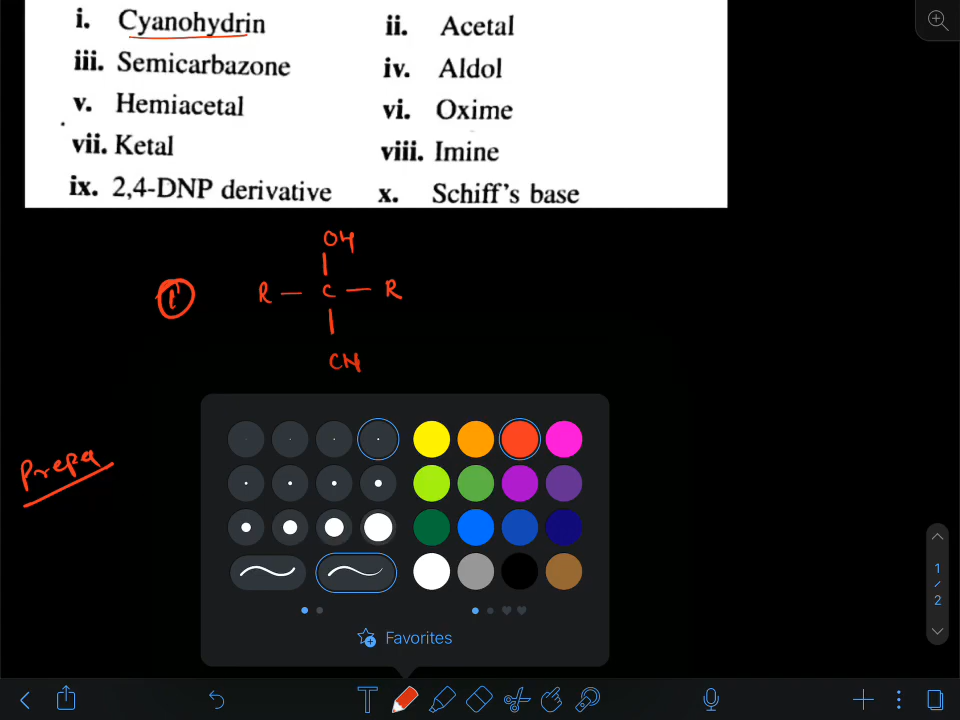 i. Cyanohydrin ii. Acetal
iii. Semicarbazone iv. Aldol
v. Hemiacetal vi. Oxime
vii. Ketal viii. Imine
ix. 2,4-DNP derivative x. Schiff's base
OH
R — C — R
CN
Prepa
Favorites
1
/
2
T